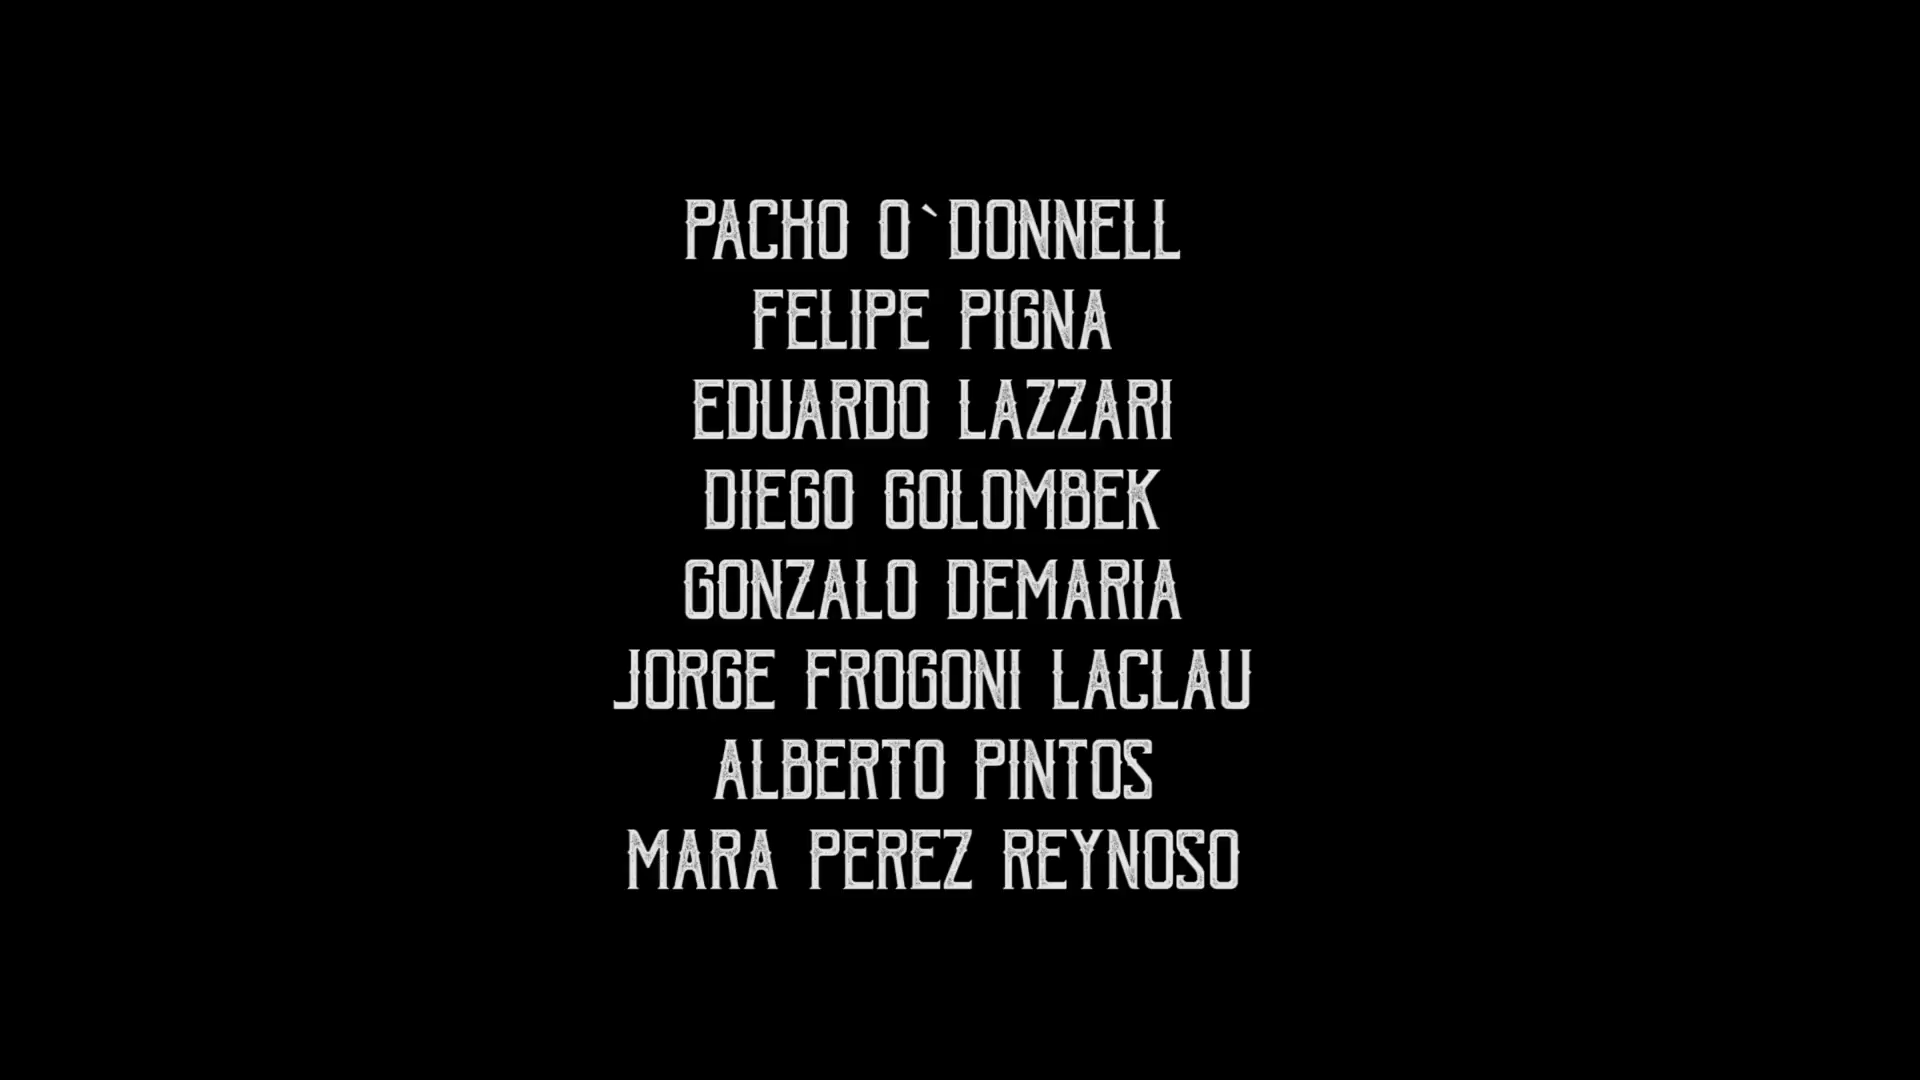 PACHO O`DONNELL
FELIPE PIGNA
EDUARDO LAZZARI
DIEGO GOLOMBEK
GONZALO DEMARIA
JORGE FROGONI LACLAU
ALBERTO PINTOS
MARA PEREZ REYNOSO